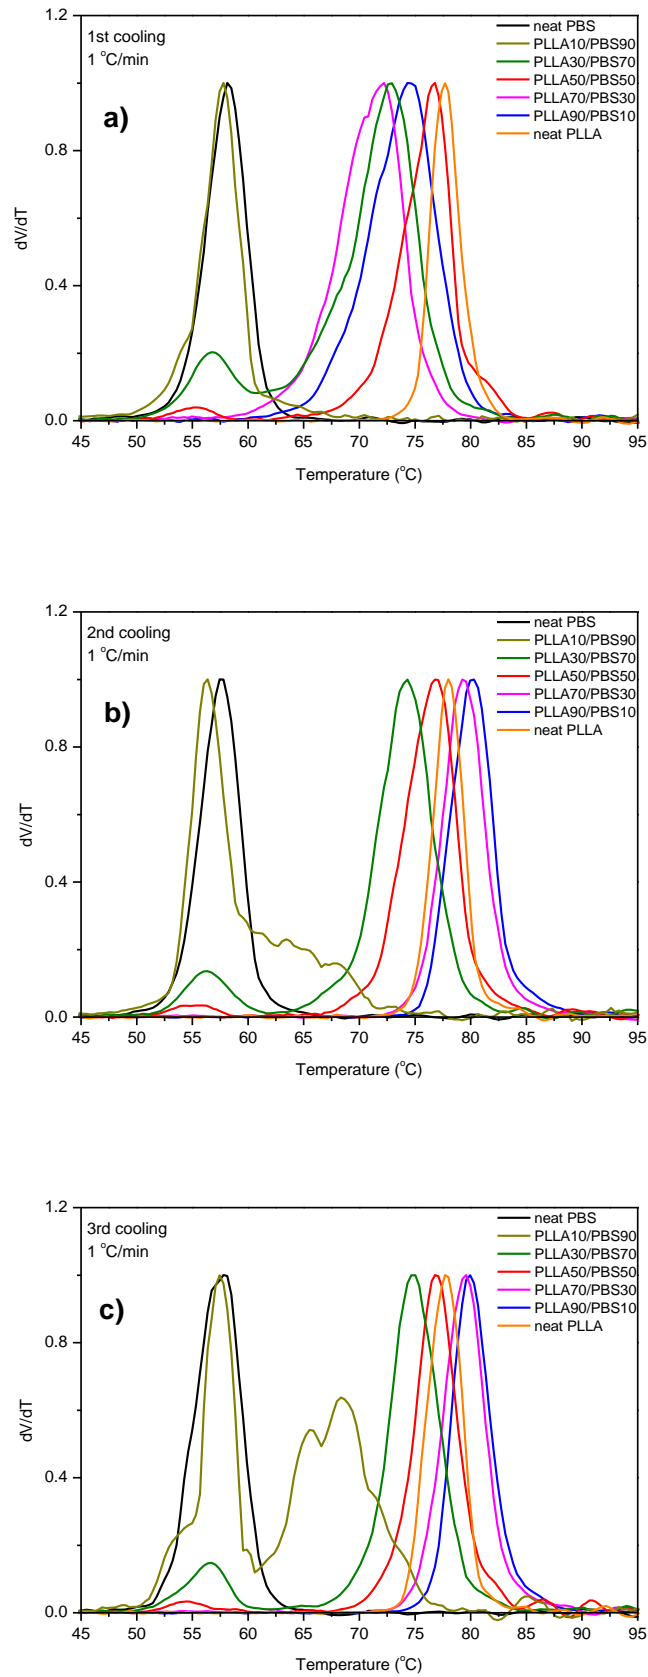 1.2
1st cooling
1 °C/min
a)
neat PBS
PLLA10/PBS90
PLLA30/PBS70
PLLA50/PBS50
PLLA70/PBS30
PLLA90/PBS10
neat PLLA
0.8
dV/dT
0.4
0.0
45 50 55 60 65 70 75 80 85 90 95
Temperature (°C)
1.2
2nd cooling
1 °C/min
b)
neat PBS
PLLA10/PBS90
PLLA30/PBS70
PLLA50/PBS50
PLLA70/PBS30
PLLA90/PBS10
neat PLLA
0.8
dV/dT
0.4
0.0
45 50 55 60 65 70 75 80 85 90 95
Temperature (°C)
1.2
3rd cooling
1 °C/min
c)
neat PBS
PLLA10/PBS90
PLLA30/PBS70
PLLA50/PBS50
PLLA70/PBS30
PLLA90/PBS10
neat PLLA
0.8
dV/dT
0.4
0.0
45 50 55 60 65 70 75 80 85 90 95
Temperature (°C)